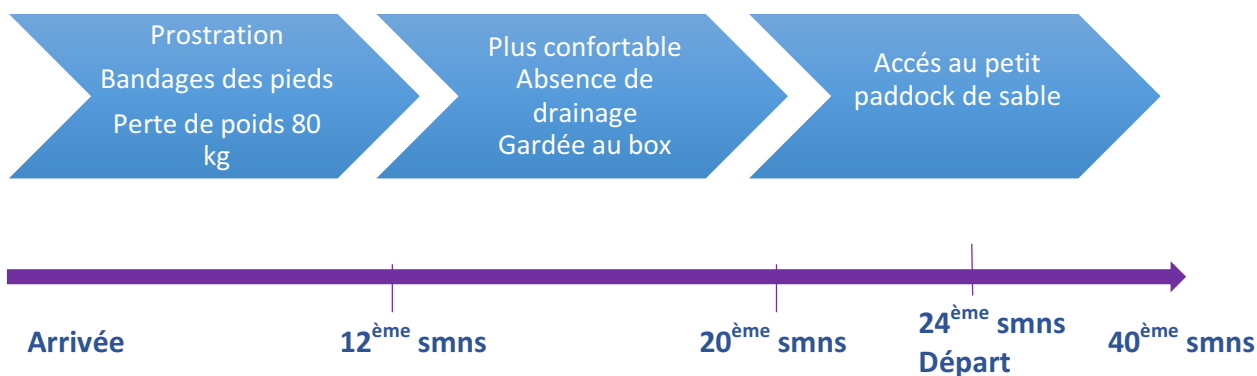 Prostration
Bandages des pieds
Perte de poids 80
kg
Plus confortable
Absence de
drainage
Gardée au box
Accés au petit
paddock de sable
Arrivée
12ème smns
20ème smns
24ème smns
Départ
40ème smns